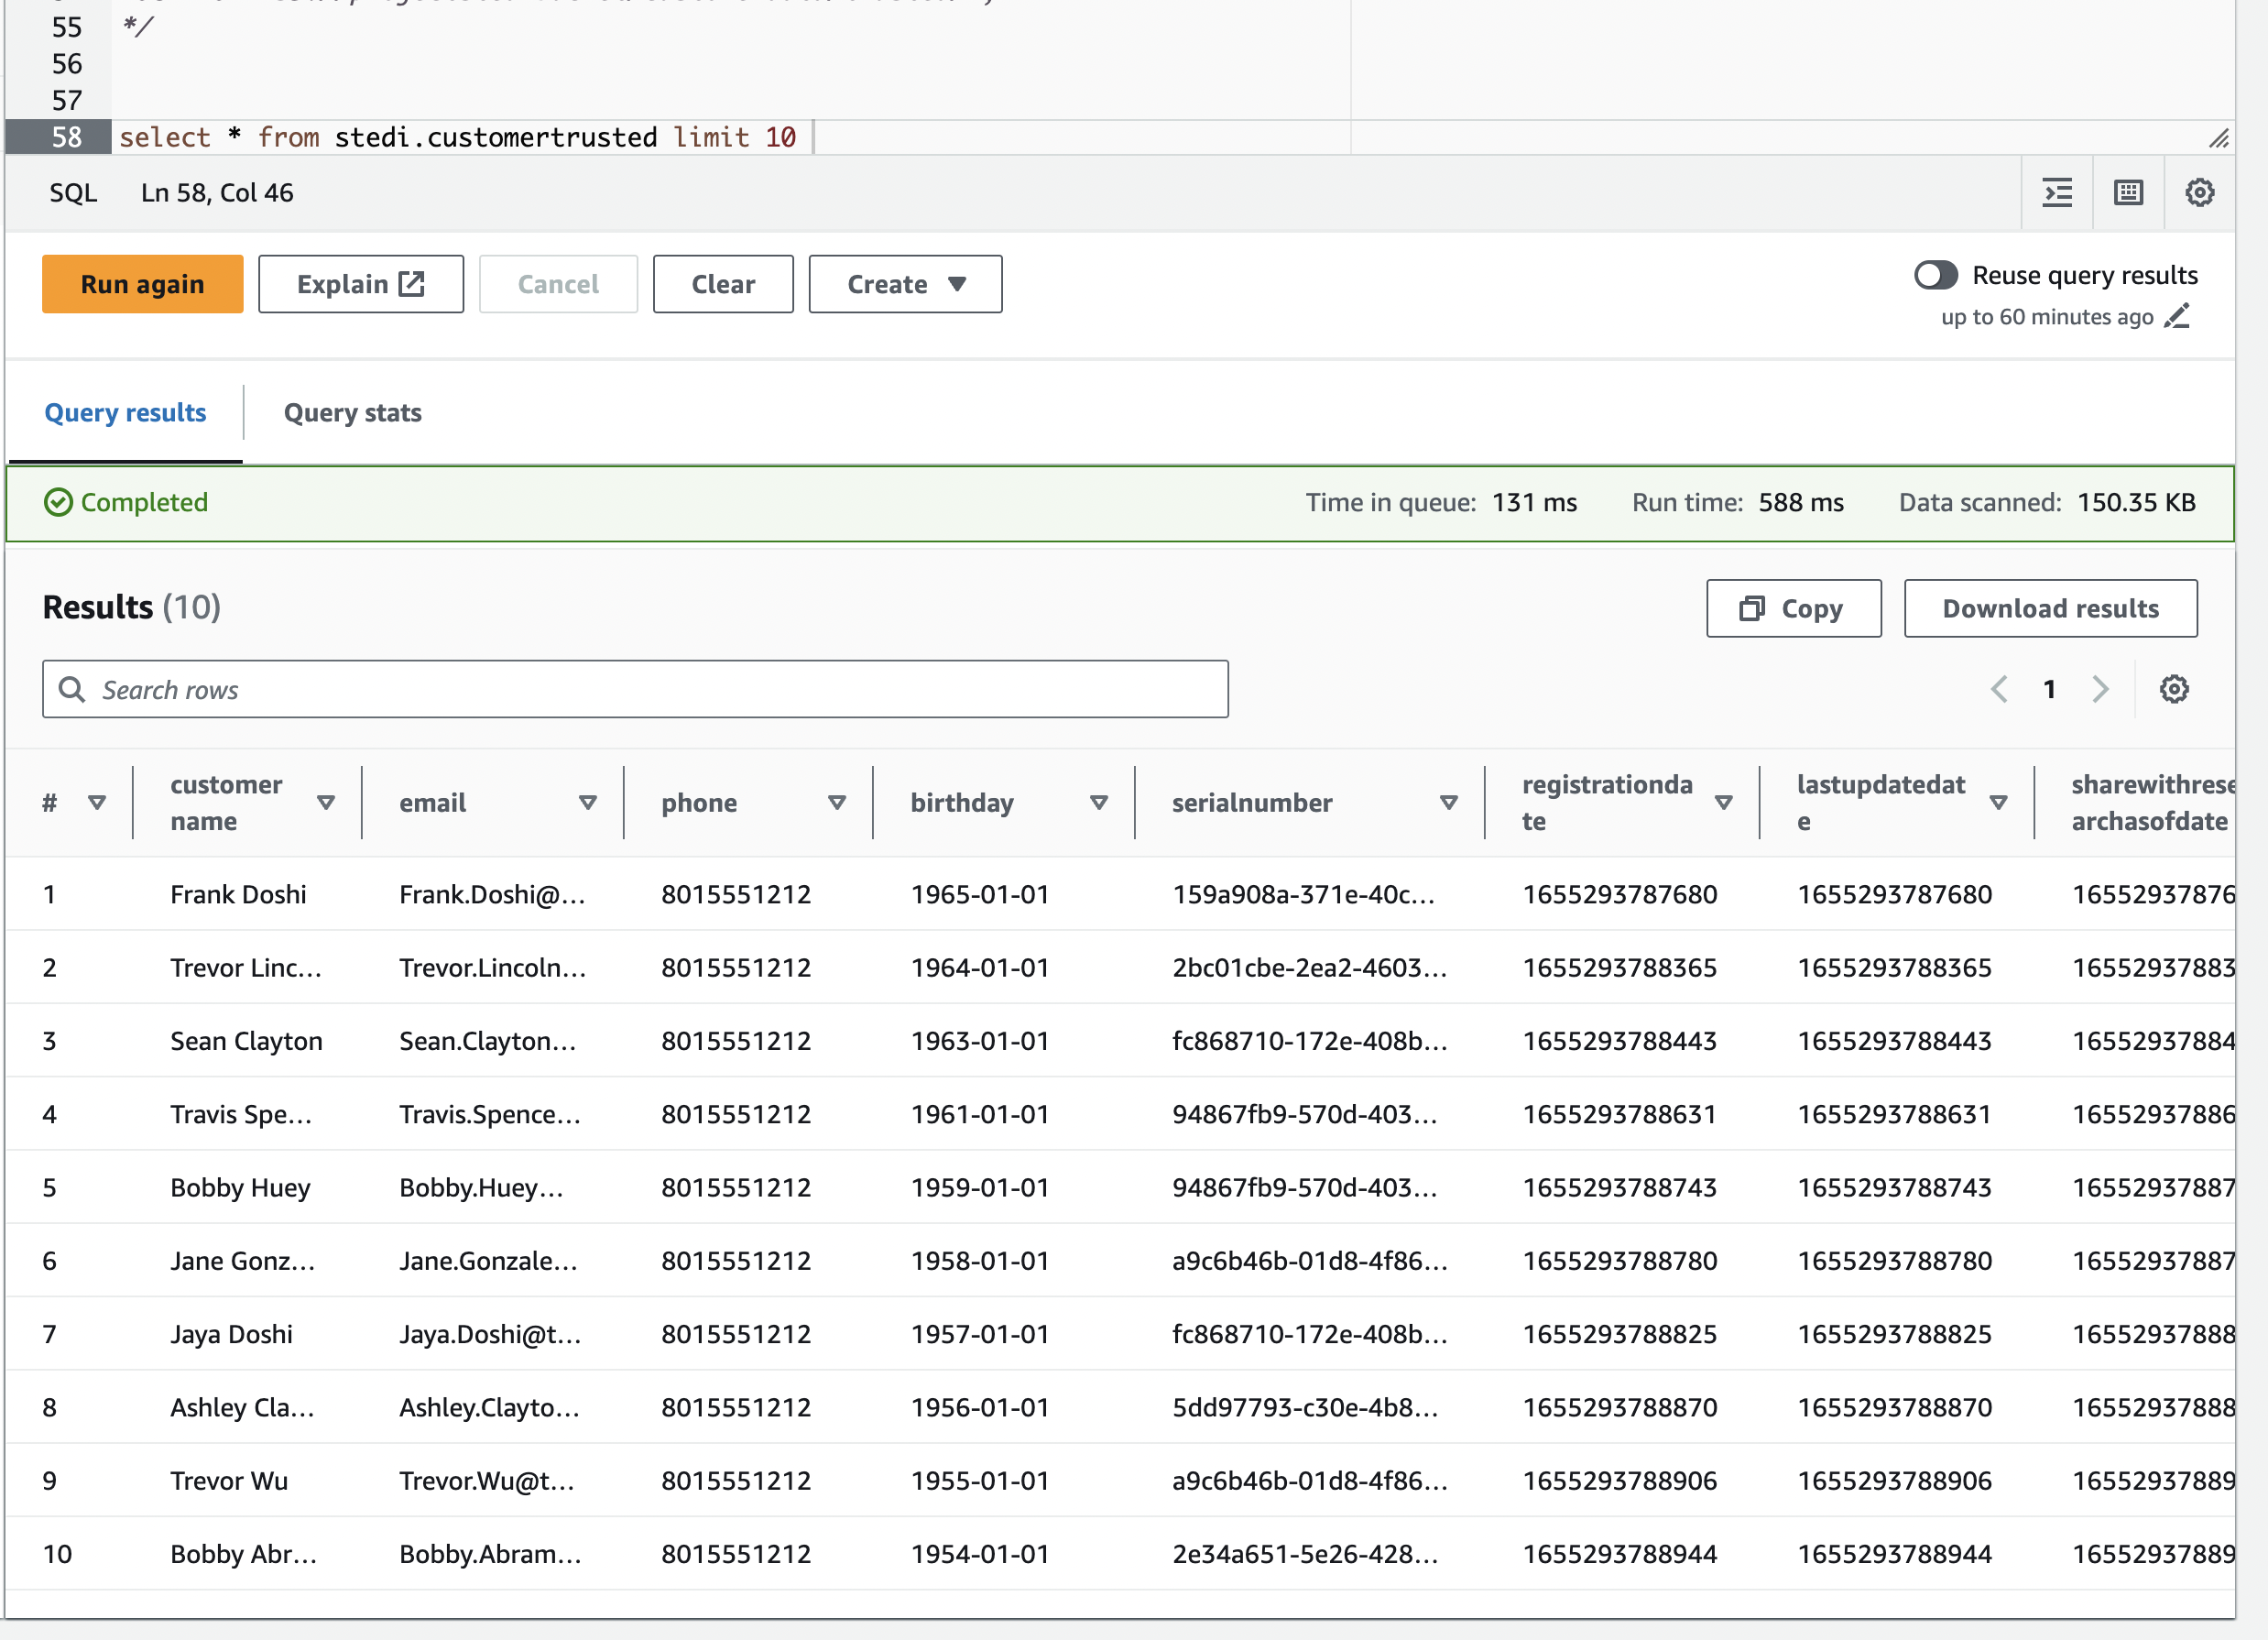 55 */
56
57
58 select * from stedi.customertrusted limit 10
SQL Ln 58, Col 46
Run again Explain Cancel Clear Create
Reuse query results
up to 60 minutes ago
Query results Query stats
Completed Time in queue: 131 ms Run time: 588 ms Data scanned: 150.35 KB
Results (10)
Copy Download results
Search rows
1
# customer name email phone birthday serialnumber registrationda te lastupdatedat e sharewithrese archasofdate
1 Frank Doshi Frank.Doshi@... 8015551212 1965-01-01 159a908a-371e-40c... 1655293787680 1655293787680 16552937876
2 Trevor Linc... Trevor.Lincoln... 8015551212 1964-01-01 2bc01cbe-2ea2-4603... 1655293788365 1655293788365 16552937883
3 Sean Clayton Sean.Clayton... 8015551212 1963-01-01 fc868710-172e-408b... 1655293788443 1655293788443 16552937884
4 Travis Spe... Travis.Spence... 8015551212 1961-01-01 94867fb9-570d-403... 1655293788631 1655293788631 16552937886
5 Bobby Huey Bobby.Huey... 8015551212 1959-01-01 94867fb9-570d-403... 1655293788743 1655293788743 16552937887
6 Jane Gonz... Jane.Gonzale... 8015551212 1958-01-01 a9c6b46b-01d8-4f86... 1655293788780 1655293788780 16552937887
7 Jaya Doshi Jaya.Doshi@t... 8015551212 1957-01-01 fc868710-172e-408b... 1655293788825 1655293788825 16552937888
8 Ashley Cla... Ashley.Clayto... 8015551212 1956-01-01 5dd97793-c30e-4b8... 1655293788870 1655293788870 16552937888
9 Trevor Wu Trevor.Wu@t... 8015551212 1955-01-01 a9c6b46b-01d8-4f86... 1655293788906 1655293788906 16552937889
10 Bobby Abr... Bobby.Abram... 8015551212 1954-01-01 2e34a651-5e26-428... 1655293788944 1655293788944 16552937889